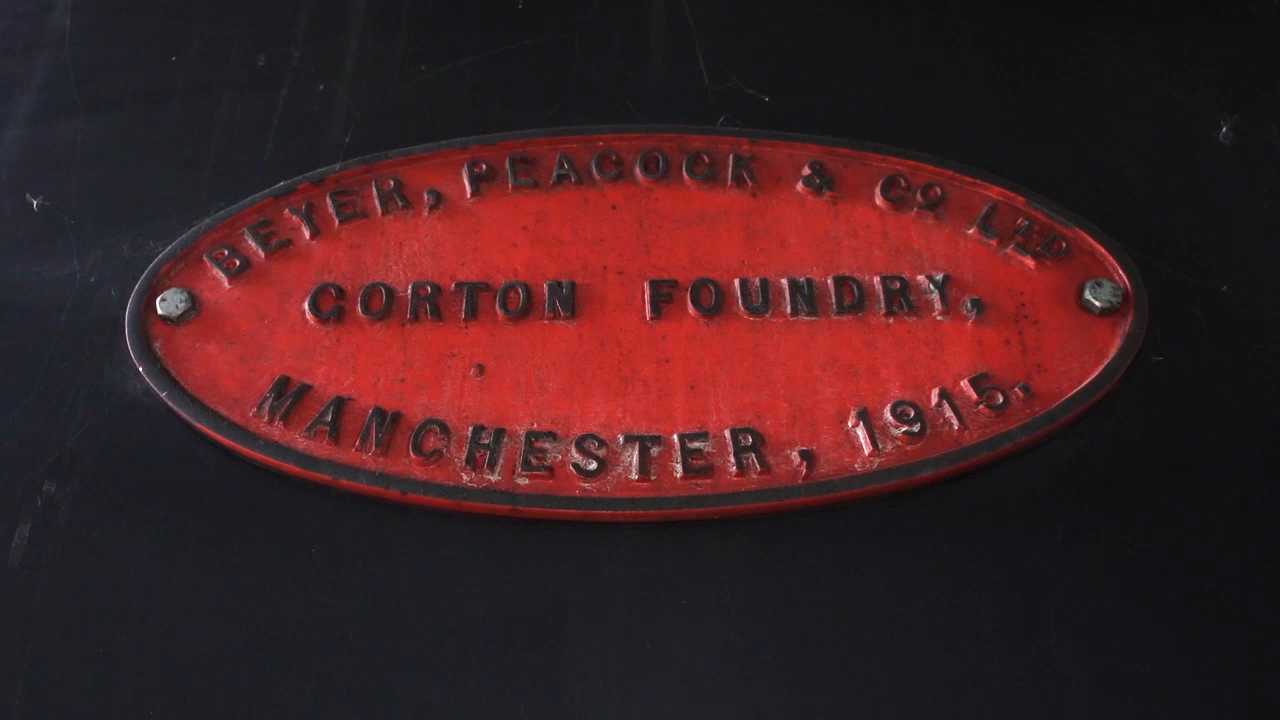 BEYER, PEACOCK & CO LTD
GORTON FOUNDRY,
MANCHESTER, 1915.